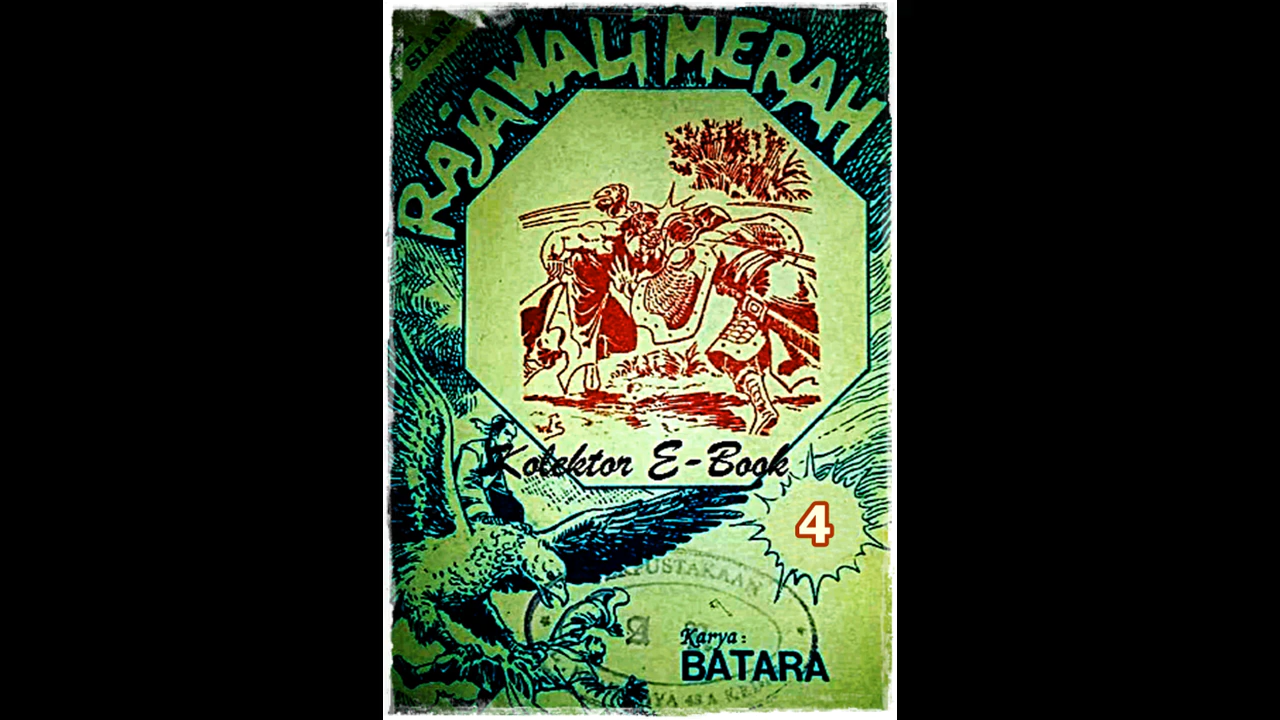 RAJAWALI MERAH
Kolektor E-Book
4
PUSTAKAAN
Karya :
BATARA